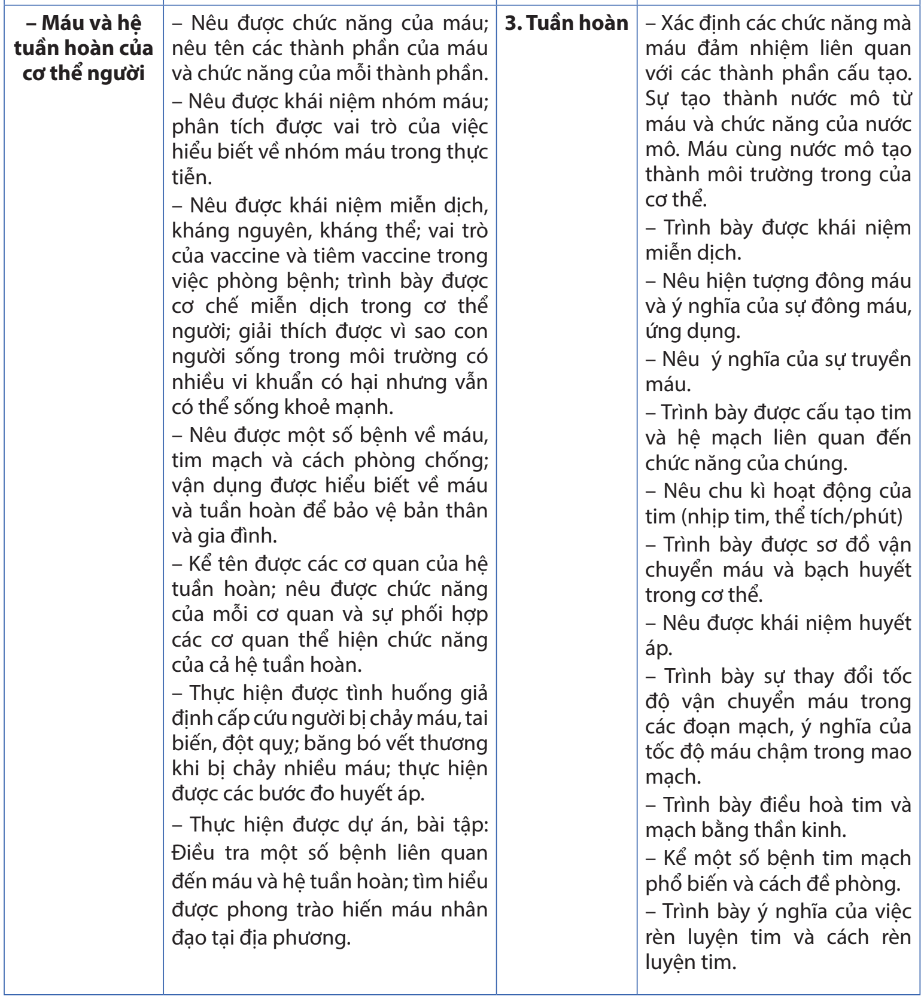 – Máu và hệ
tuần hoàn của
cơ thể người
– Nêu được chức năng của máu;
nêu tên các thành phần của máu
và chức năng của mỗi thành phần.
– Nêu được khái niệm nhóm máu;
phân tích được vai trò của việc
hiểu biết về nhóm máu trong thực
tiễn.
– Nêu được khái niệm miễn dịch,
kháng nguyên, kháng thể; vai trò
của vaccine và tiêm vaccine trong
việc phòng bệnh; trình bày được
cơ chế miễn dịch trong cơ thể
người; giải thích được vì sao con
người sống trong môi trường có
nhiều vi khuẩn có hại nhưng vẫn
có thể sống khoẻ mạnh.
– Nêu được một số bệnh về máu,
tim mạch và cách phòng chống;
vận dụng được hiểu biết về máu
và tuần hoàn để bảo vệ bản thân
và gia đình.
– Kể tên được các cơ quan của hệ
tuần hoàn; nêu được chức năng
của mỗi cơ quan và sự phối hợp
các cơ quan thể hiện chức năng
của cả hệ tuần hoàn.
– Thực hiện được tình huống giả
định cấp cứu người bị chảy máu, tai
biến, đột quỵ; băng bó vết thương
khi bị chảy nhiều máu; thực hiện
được các bước đo huyết áp.
– Thực hiện được dự án, bài tập:
Điều tra một số bệnh liên quan
đến máu và hệ tuần hoàn; tìm hiểu
được phong trào hiến máu nhân
đạo tại địa phương.
3. Tuần hoàn
– Xác định các chức năng mà
máu đảm nhiệm liên quan
với các thành phần cấu tạo.
Sự tạo thành nước mô từ
máu và chức năng của nước
mô. Máu cùng nước mô tạo
thành môi trường trong của
cơ thể.
– Trình bày được khái niệm
miễn dịch.
– Nêu hiện tượng đông máu
và ý nghĩa của sự đông máu,
ứng dụng.
– Nêu ý nghĩa của sự truyền
máu.
– Trình bày được cấu tạo tim
và hệ mạch liên quan đến
chức năng của chúng.
– Nêu chu kì hoạt động của
tim (nhịp tim, thể tích/phút)
– Trình bày được sơ đồ vận
chuyển máu và bạch huyết
trong cơ thể.
– Nêu được khái niệm huyết
áp.
– Trình bày sự thay đổi tốc
độ vận chuyển máu trong
các đoạn mạch, ý nghĩa của
tốc độ máu chậm trong mao
mạch.
– Trình bày điều hoà tim và
mạch bằng thần kinh.
– Kể một số bệnh tim mạch
phổ biến và cách đề phòng.
– Trình bày ý nghĩa của việc
rèn luyện tim và cách rèn
luyện tim.